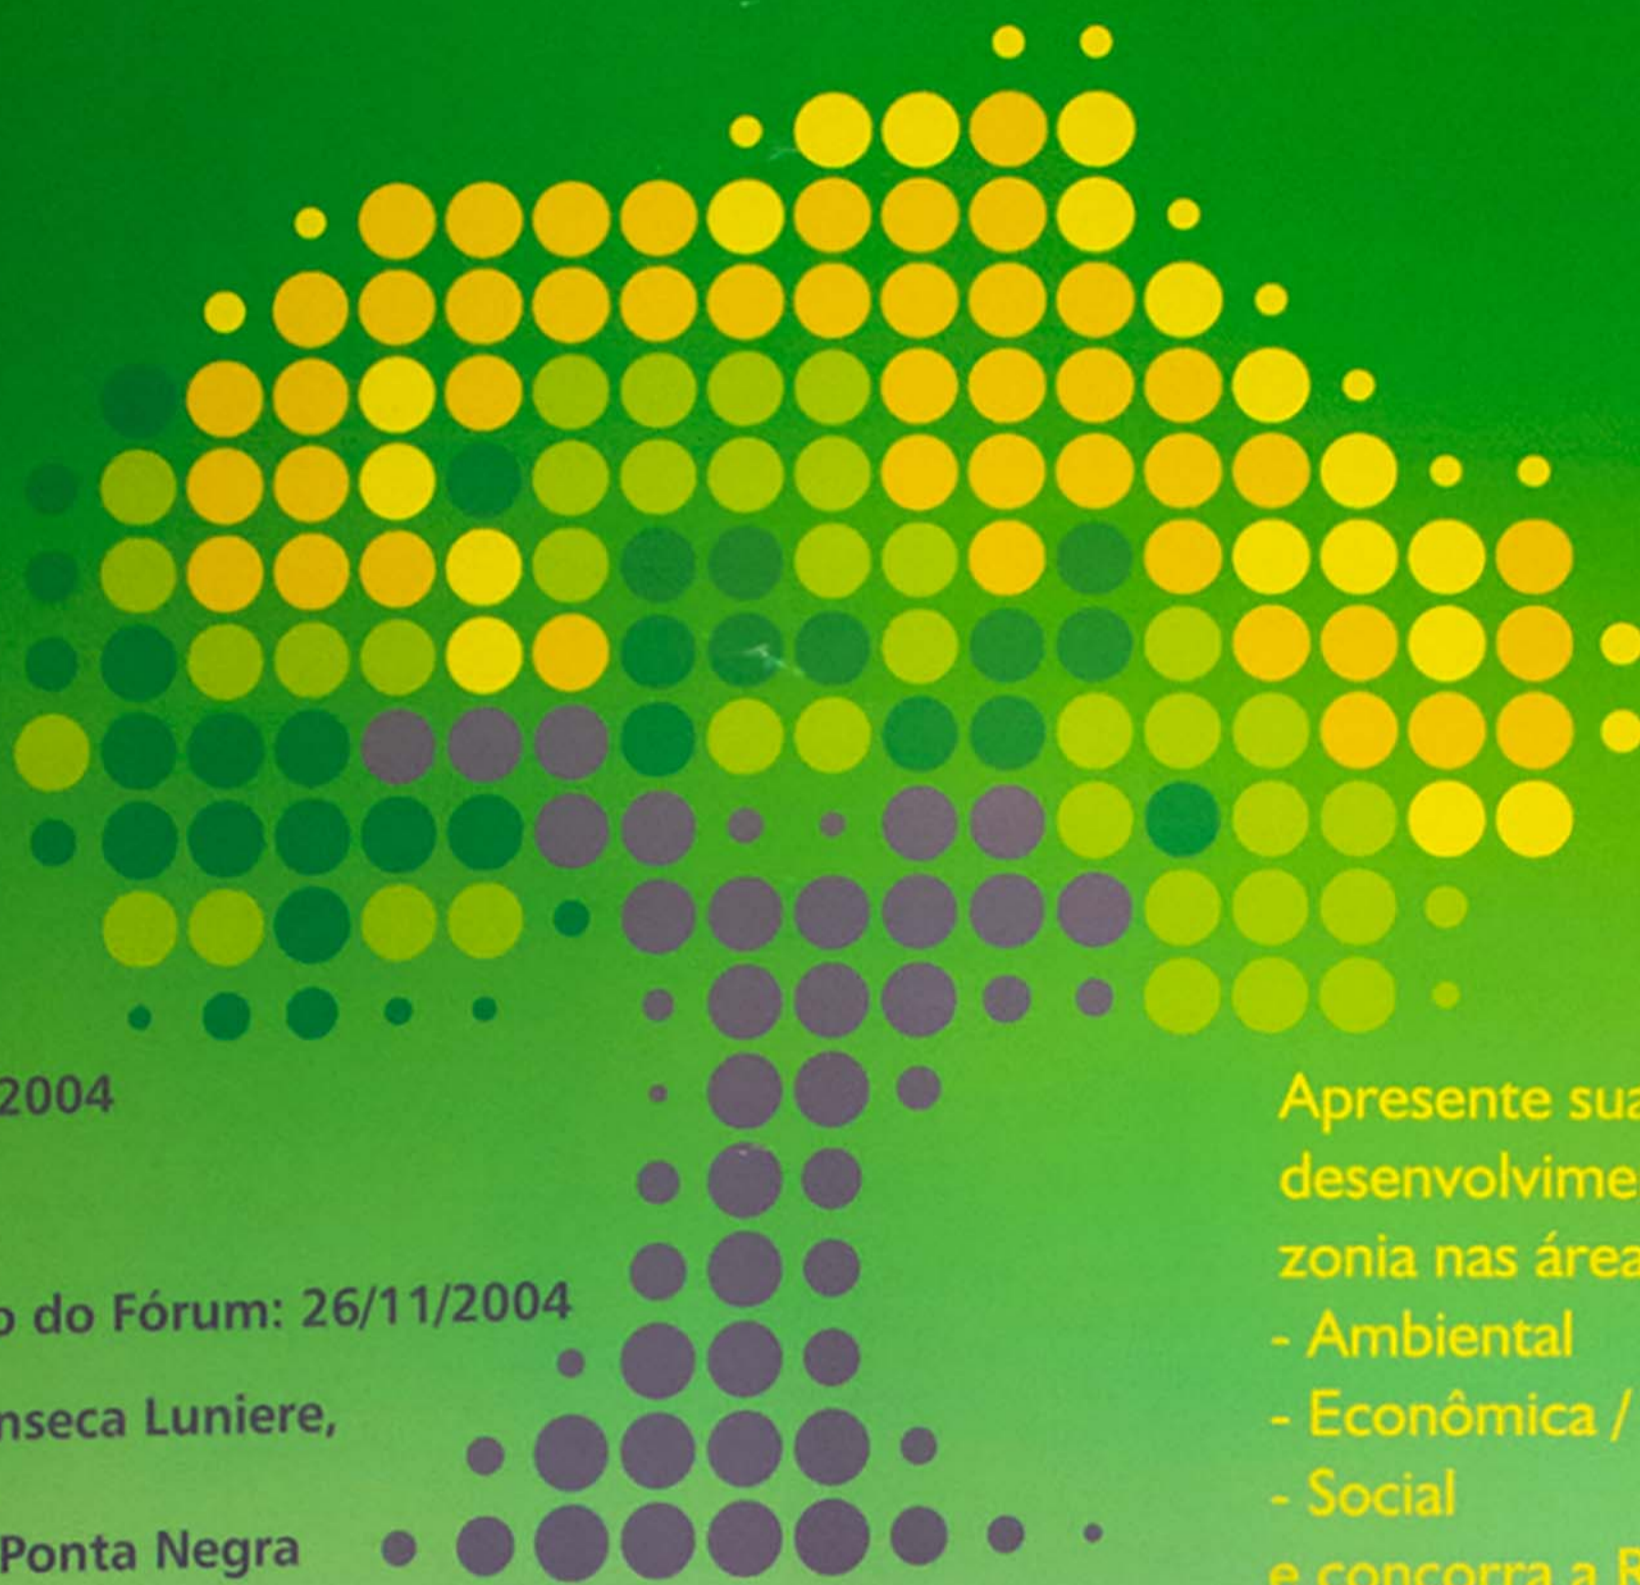 2004
o do Fórum: 26/11/2004
nseca Luniere,
Ponta Negra
Apresente sua
desenvolvime
zonia nas área
- Ambiental
- Econômica /
- Social
e concorra a R